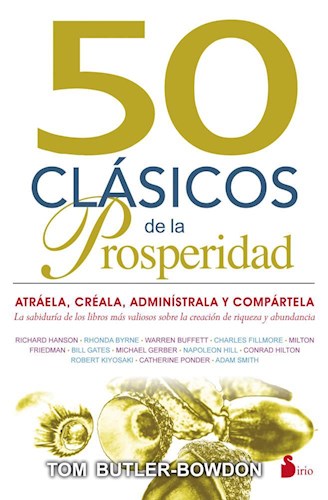 50
CLÁSICOS
de la
Prosperidad
ATRÁELA, CRÉALA, ADMINÍSTRALA Y COMPÁRTELA
La sabiduría de los libros más valiosos sobre la creación de riqueza y abundancia
RICHARD HANSON - RHONDA BYRNE - WARREN BUFFETT - CHARLES FILLMORE - MILTON
FRIEDMAN - BILL GATES - MICHAEL GERBER - NAPOLEON HILL - CONRAD HILTON
ROBERT KIYOSAKI - CATHERINE PONDER - ADAM SMITH
TOM BUTLER-BOWDON
Sirio